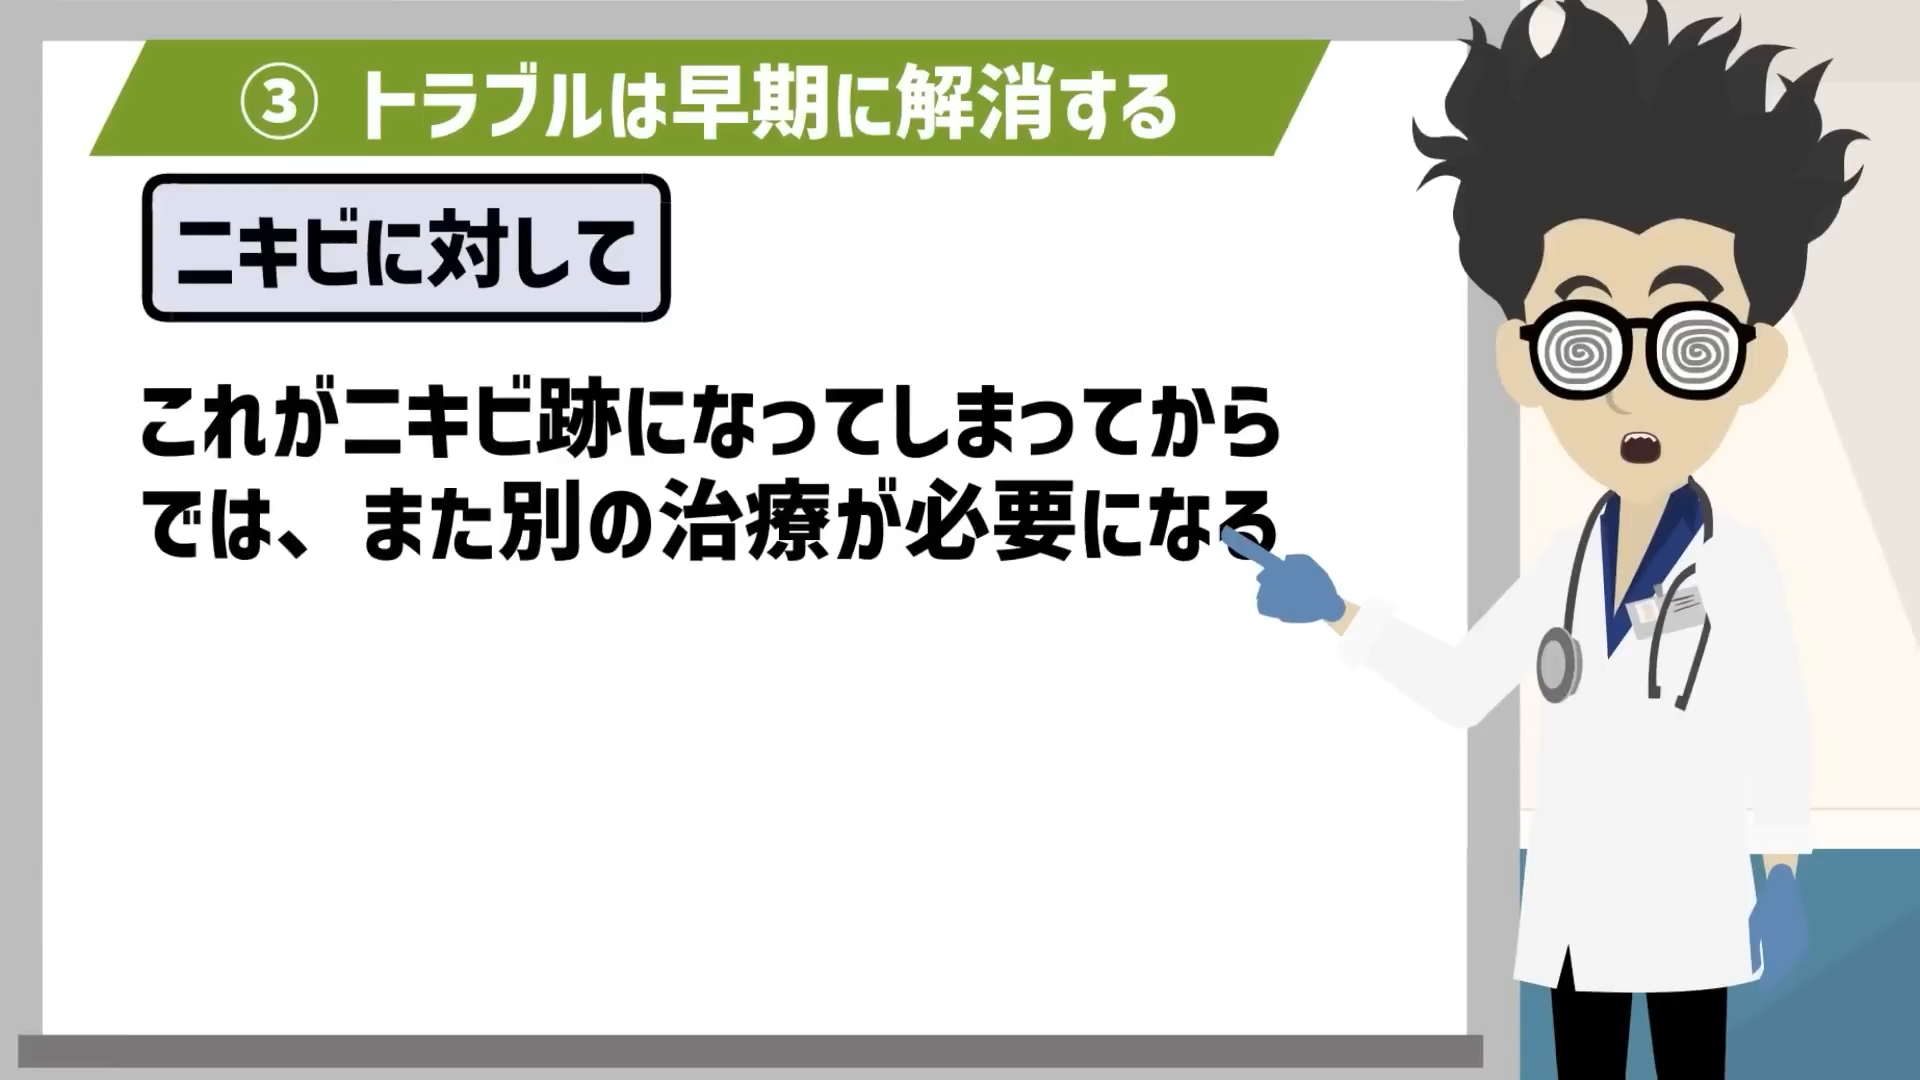 ③ トラブルは早期に解消する
ニキビに対して
これがニキビ跡になってしまってから
では、また別の治療が必要になる